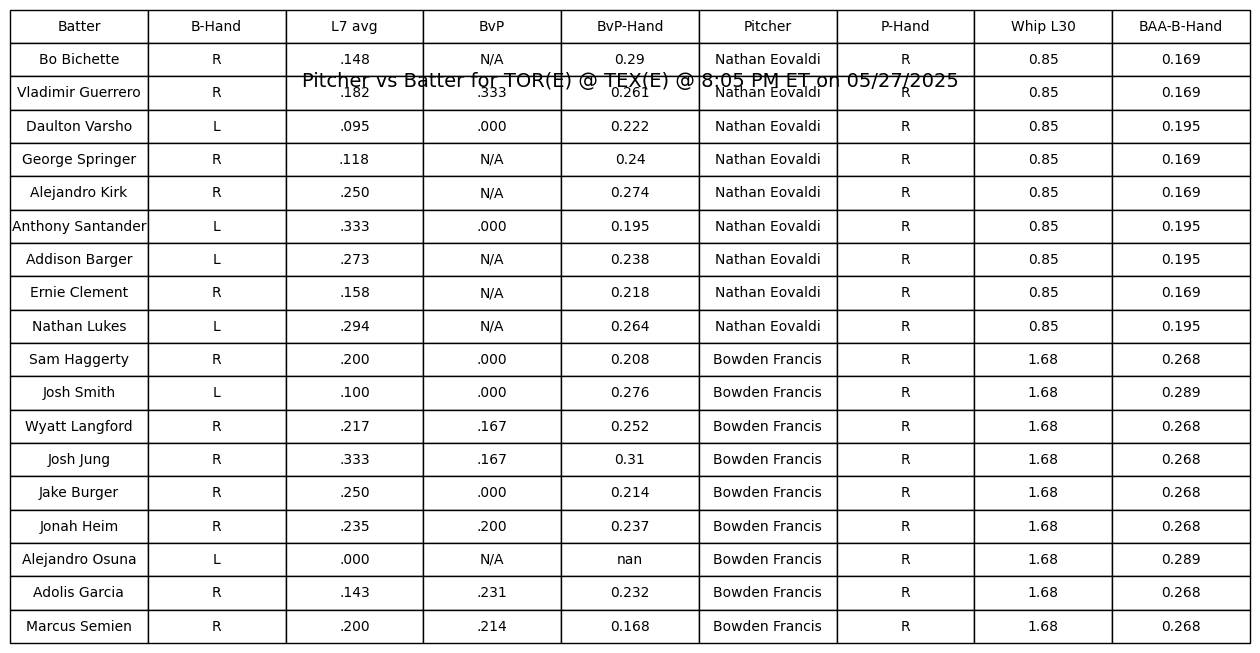 Batter B-Hand L7 avg BvP BvP-Hand Pitcher P-Hand Whip L30 BAA-B-Hand
Bo Bichette R .148 N/A 0.29 Nathan Eovaldi R 0.85 0.169
Pitcher vs Batter for TOR(E) @ TEX(E) @ 8:05 PM ET on 05/27/2025
Vladimir Guerrero R .182 .333 0.261 Nathan Eovaldi R 0.85 0.169
Daulton Varsho L .095 .000 0.222 Nathan Eovaldi R 0.85 0.195
George Springer R .118 N/A 0.24 Nathan Eovaldi R 0.85 0.169
Alejandro Kirk R .250 N/A 0.274 Nathan Eovaldi R 0.85 0.169
Anthony Santander L .333 .000 0.195 Nathan Eovaldi R 0.85 0.195
Addison Barger L .273 N/A 0.238 Nathan Eovaldi R 0.85 0.195
Ernie Clement R .158 N/A 0.218 Nathan Eovaldi R 0.85 0.169
Nathan Lukes L .294 N/A 0.264 Nathan Eovaldi R 0.85 0.195
Sam Haggerty R .200 .000 0.208 Bowden Francis R 1.68 0.268
Josh Smith L .100 .000 0.276 Bowden Francis R 1.68 0.289
Wyatt Langford R .217 .167 0.252 Bowden Francis R 1.68 0.268
Josh Jung R .333 .167 0.31 Bowden Francis R 1.68 0.268
Jake Burger R .250 .000 0.214 Bowden Francis R 1.68 0.268
Jonah Heim R .235 .200 0.237 Bowden Francis R 1.68 0.268
Alejandro Osuna L .000 N/A nan Bowden Francis R 1.68 0.289
Adolis Garcia R .143 .231 0.232 Bowden Francis R 1.68 0.268
Marcus Semien R .200 .214 0.168 Bowden Francis R 1.68 0.268